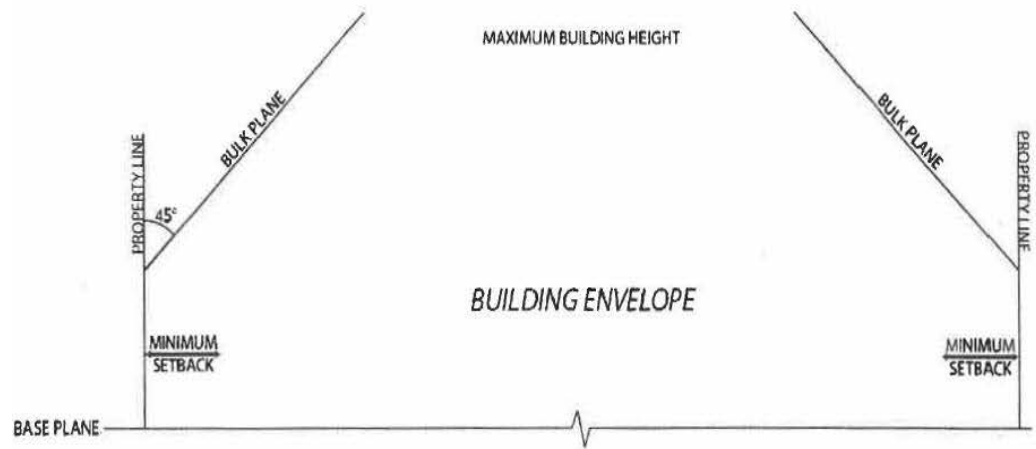 MAXIMUM BUILDING HEIGHT
BULK PLANE
BULK PLANE
PROPERTY LINE
PROPERTY LINE
45°
BUILDING ENVELOPE
MINIMUM
SETBACK
MINIMUM
SETBACK
BASE PLANE